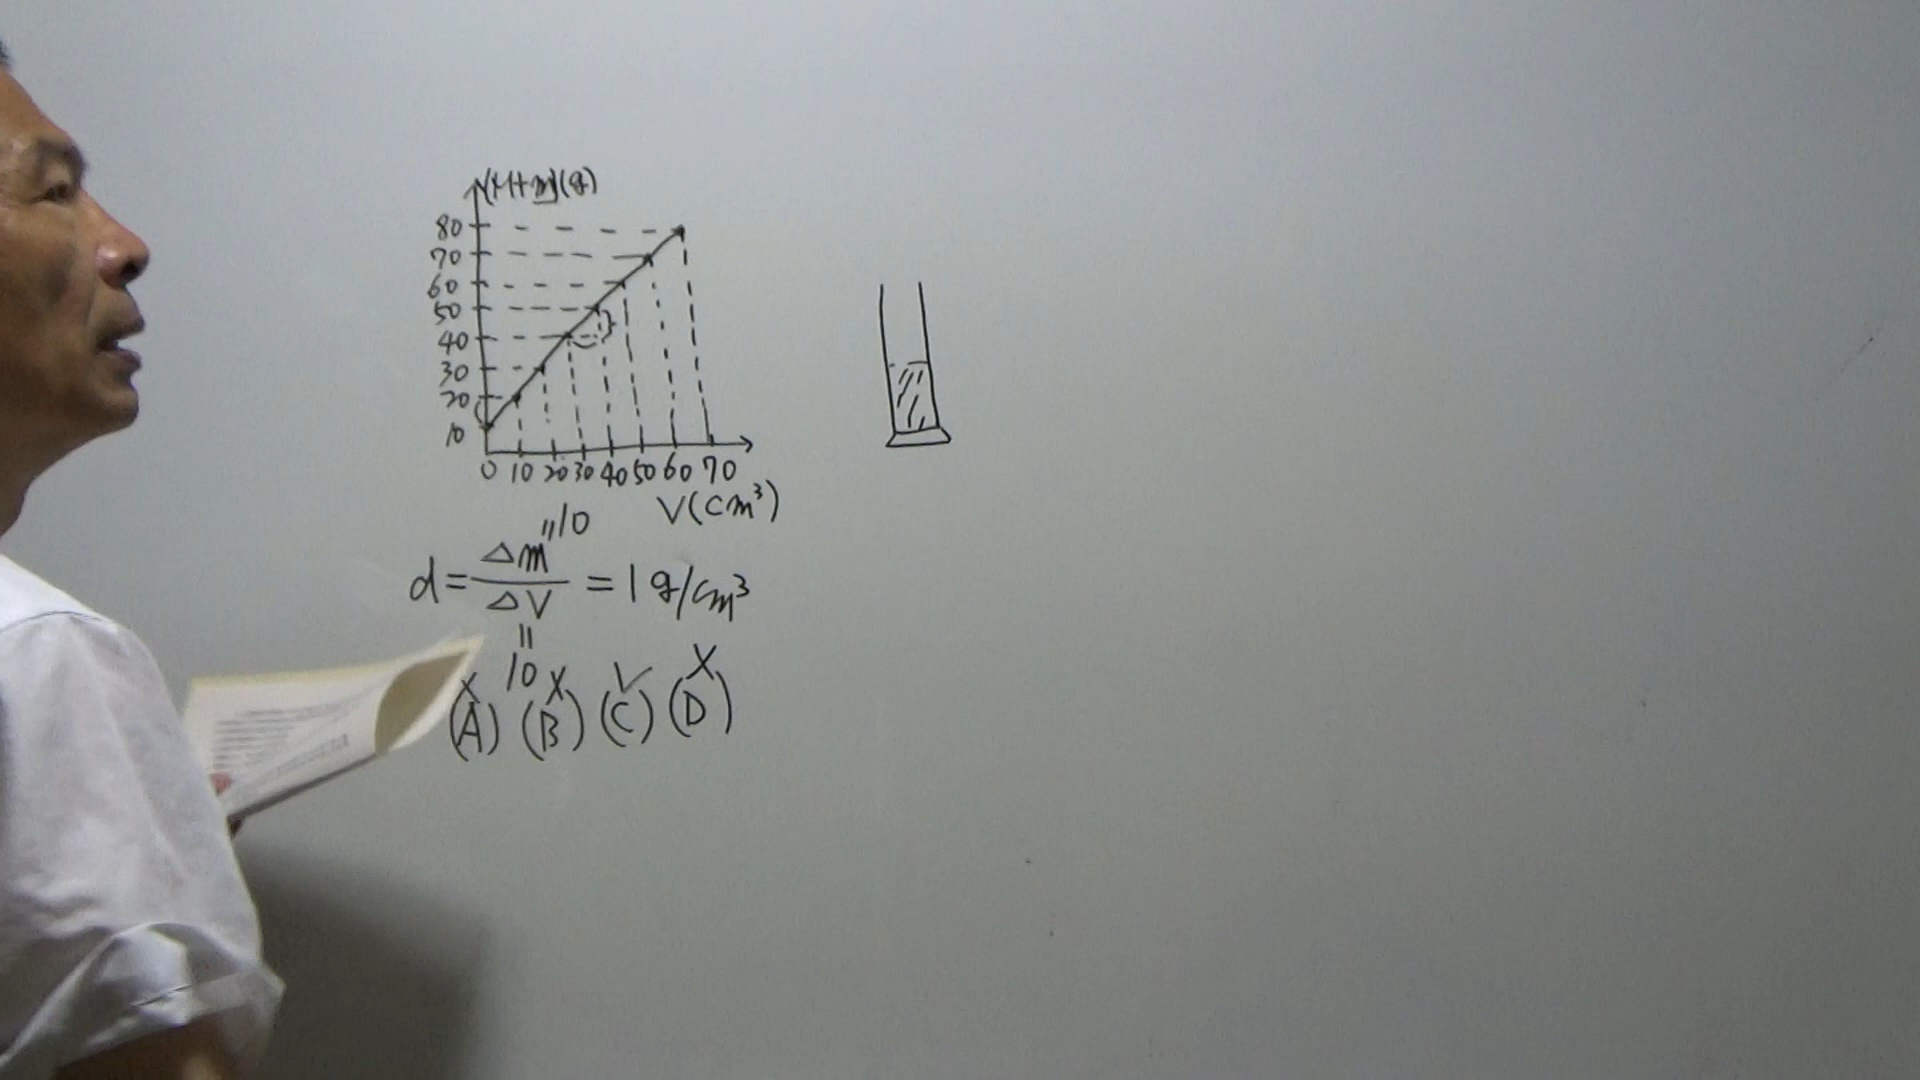 (M+m)(g)
80
70
60
50
40
30
20
10
0 10 20 30 40 50 60 70
V(cm³)
"10
d = Δm/ΔV = 1 g/cm³
"
10
X X V X
(A) (B) (C) (D)